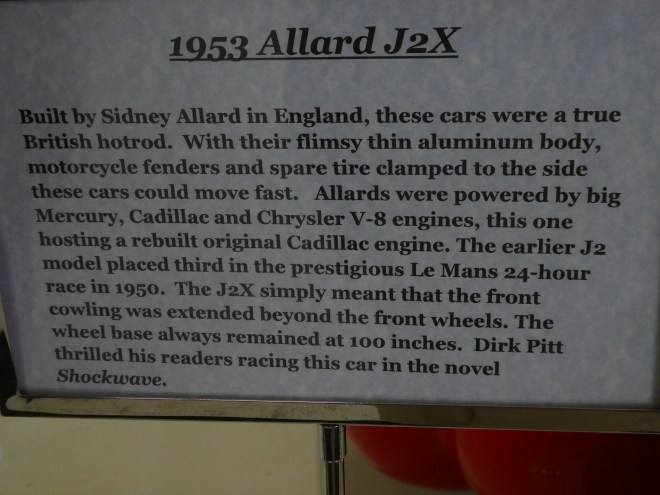 1953 Allard J2X
Built by Sidney Allard in England, these cars were a true
British hotrod.  With their flimsy thin aluminum body,
motorcycle fenders and spare tire clamped to the side
these cars could move fast.   Allards were powered by big
Mercury, Cadillac and Chrysler V-8 engines, this one
hosting a rebuilt original Cadillac engine. The earlier J2
model placed third in the prestigious Le Mans 24-hour
race in 1950.  The J2X simply meant that the front
cowling was extended beyond the front wheels. The
wheel base always remained at 100 inches.  Dirk Pitt
thrilled his readers racing this car in the novel
Shockwave.